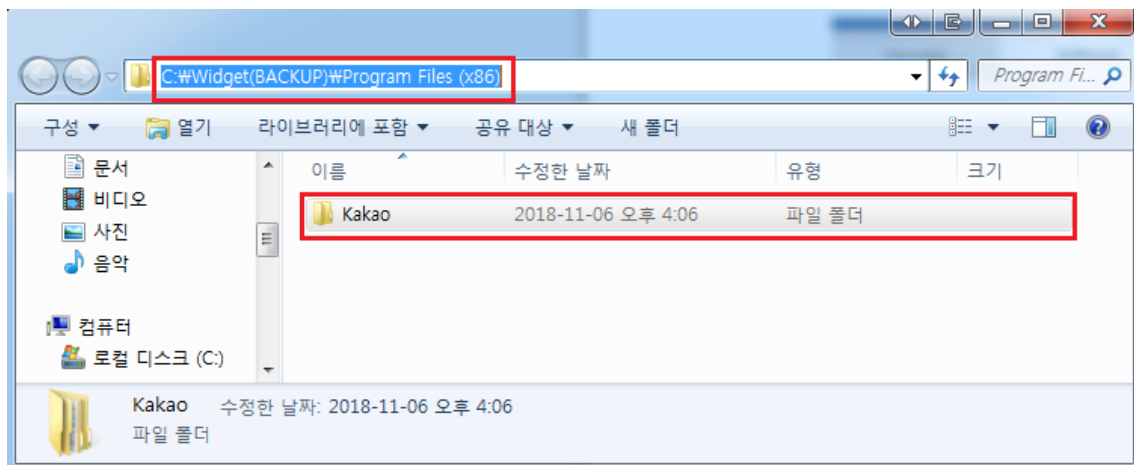 C:₩Widget(BACKUP)₩Program Files (x86)
Program Fi...
구성 열기 라이브러리에 포함 공유 대상 새 폴더
문서
비디오
사진
음악
컴퓨터
로컬 디스크 (C:)
이름 수정한 날짜 유형 크기
Kakao 2018-11-06 오후 4:06 파일 폴더
Kakao 수정한 날짜: 2018-11-06 오후 4:06
파일 폴더